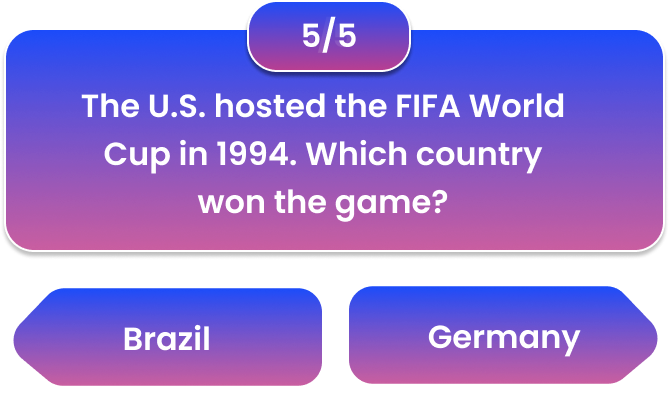 5/5
The U.S. hosted the FIFA World
Cup in 1994. Which country
won the game?
Brazil
Germany